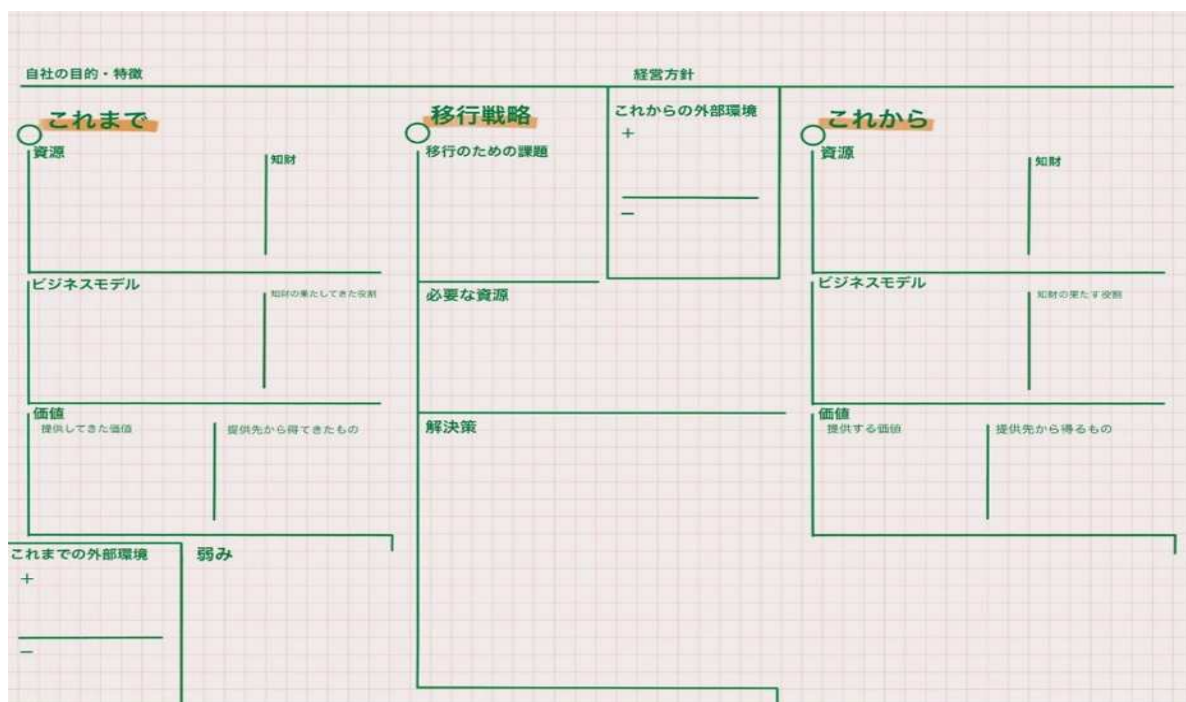 自社の目的・特徴
経営方針
これまで
資源
知財
ビジネスモデル
知財の果たしてきた役割
価値
提供してきた価値
提供先から得てきたもの
これまでの外部環境
+
−
弱み
移行戦略
移行のための課題
必要な資源
解決策
これからの外部環境
+
−
これから
資源
知財
ビジネスモデル
知財の果たす役割
価値
提供する価値
提供先から得るもの